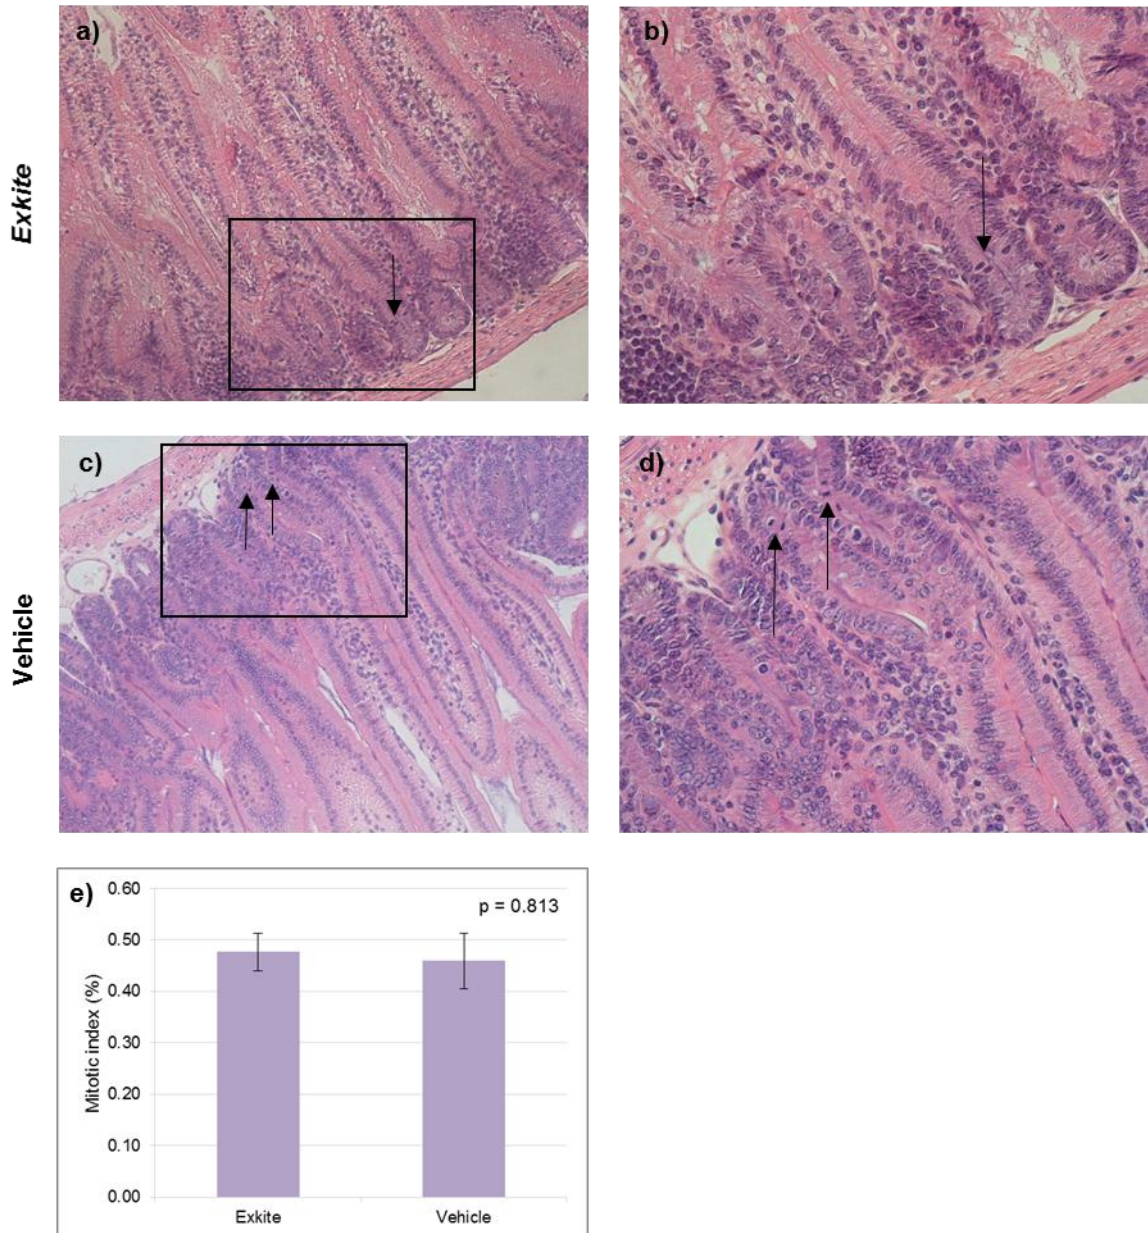 a)
b)
Exkite
c)
d)
Vehicle
e)
p = 0.813
Mitotic index (%)
0.60
0.50
0.40
0.30
0.20
0.10
0.00
Exkite
Vehicle